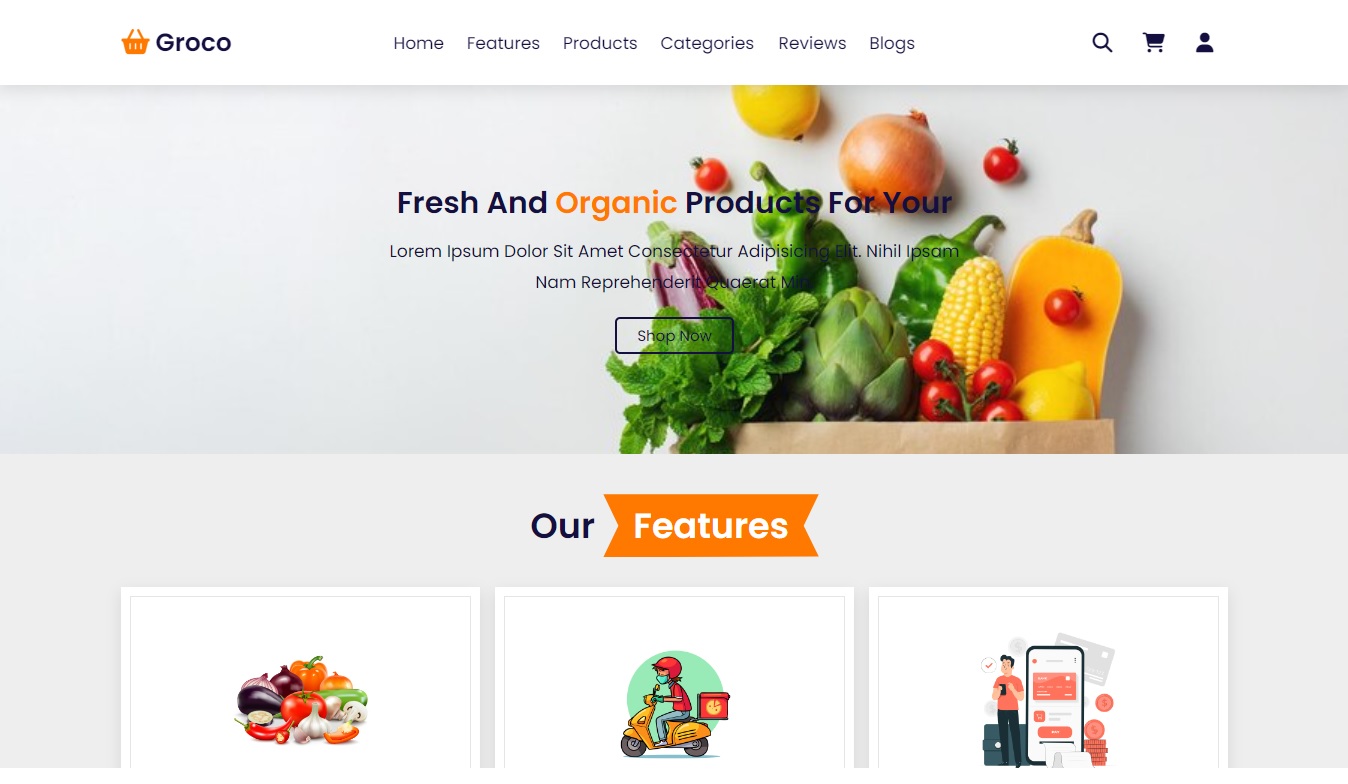 Groco
Home Features Products Categories Reviews Blogs
Fresh And Organic Products For Your
Lorem Ipsum Dolor Sit Amet Consectetur Adipisicing Elit. Nihil Ipsam
Nam Reprehenderit Quaerat
Shop Now
Our Features